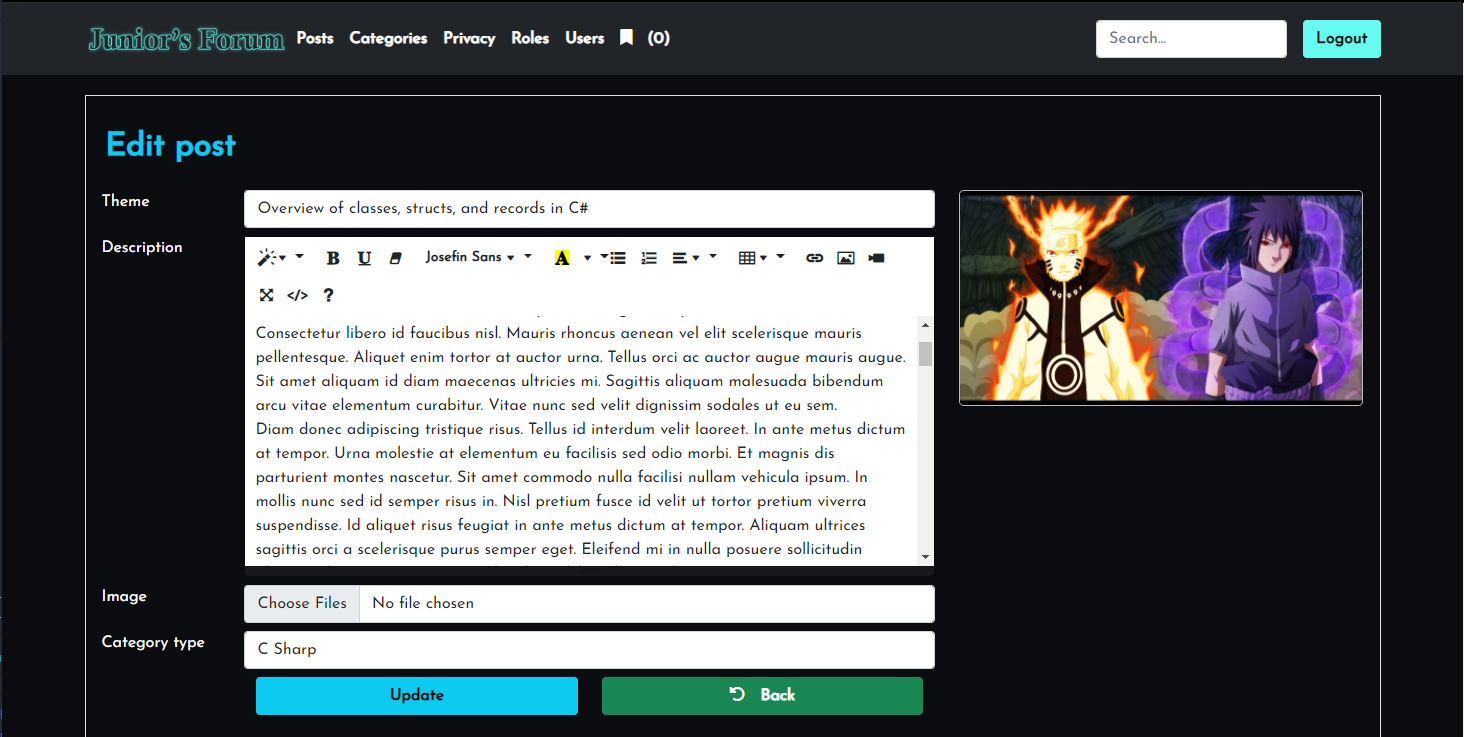 Junior's Forum Posts Categories Privacy Roles Users (0) Search... Logout
Edit post
Theme
Overview of classes, structs, and records in C#
Description
B U Josefin Sans A
</> ?
Consectetur libero id faucibus nisl. Mauris rhoncus aenean vel elit scelerisque mauris
pellentesque. Aliquet enim tortor at auctor urna. Tellus orci ac auctor augue mauris augue.
Sit amet aliquam id diam maecenas ultricies mi. Sagittis aliquam malesuada bibendum
arcu vitae elementum curabitur. Vitae nunc sed velit dignissim sodales ut eu sem.
Diam donec adipiscing tristique risus. Tellus id interdum velit laoreet. In ante metus dictum
at tempor. Urna molestie at elementum eu facilisis sed odio morbi. Et magnis dis
parturient montes nascetur. Sit amet commodo nulla facilisi nullam vehicula ipsum. In
mollis nunc sed id semper risus in. Nisl pretium fusce id velit ut tortor pretium viverra
suspendisse. Id aliquet risus feugiat in ante metus dictum at tempor. Aliquam ultrices
sagittis orci a scelerisque purus semper eget. Eleifend mi in nulla posuere sollicitudin
Image
Choose Files No file chosen
Category type
C Sharp
Update Back